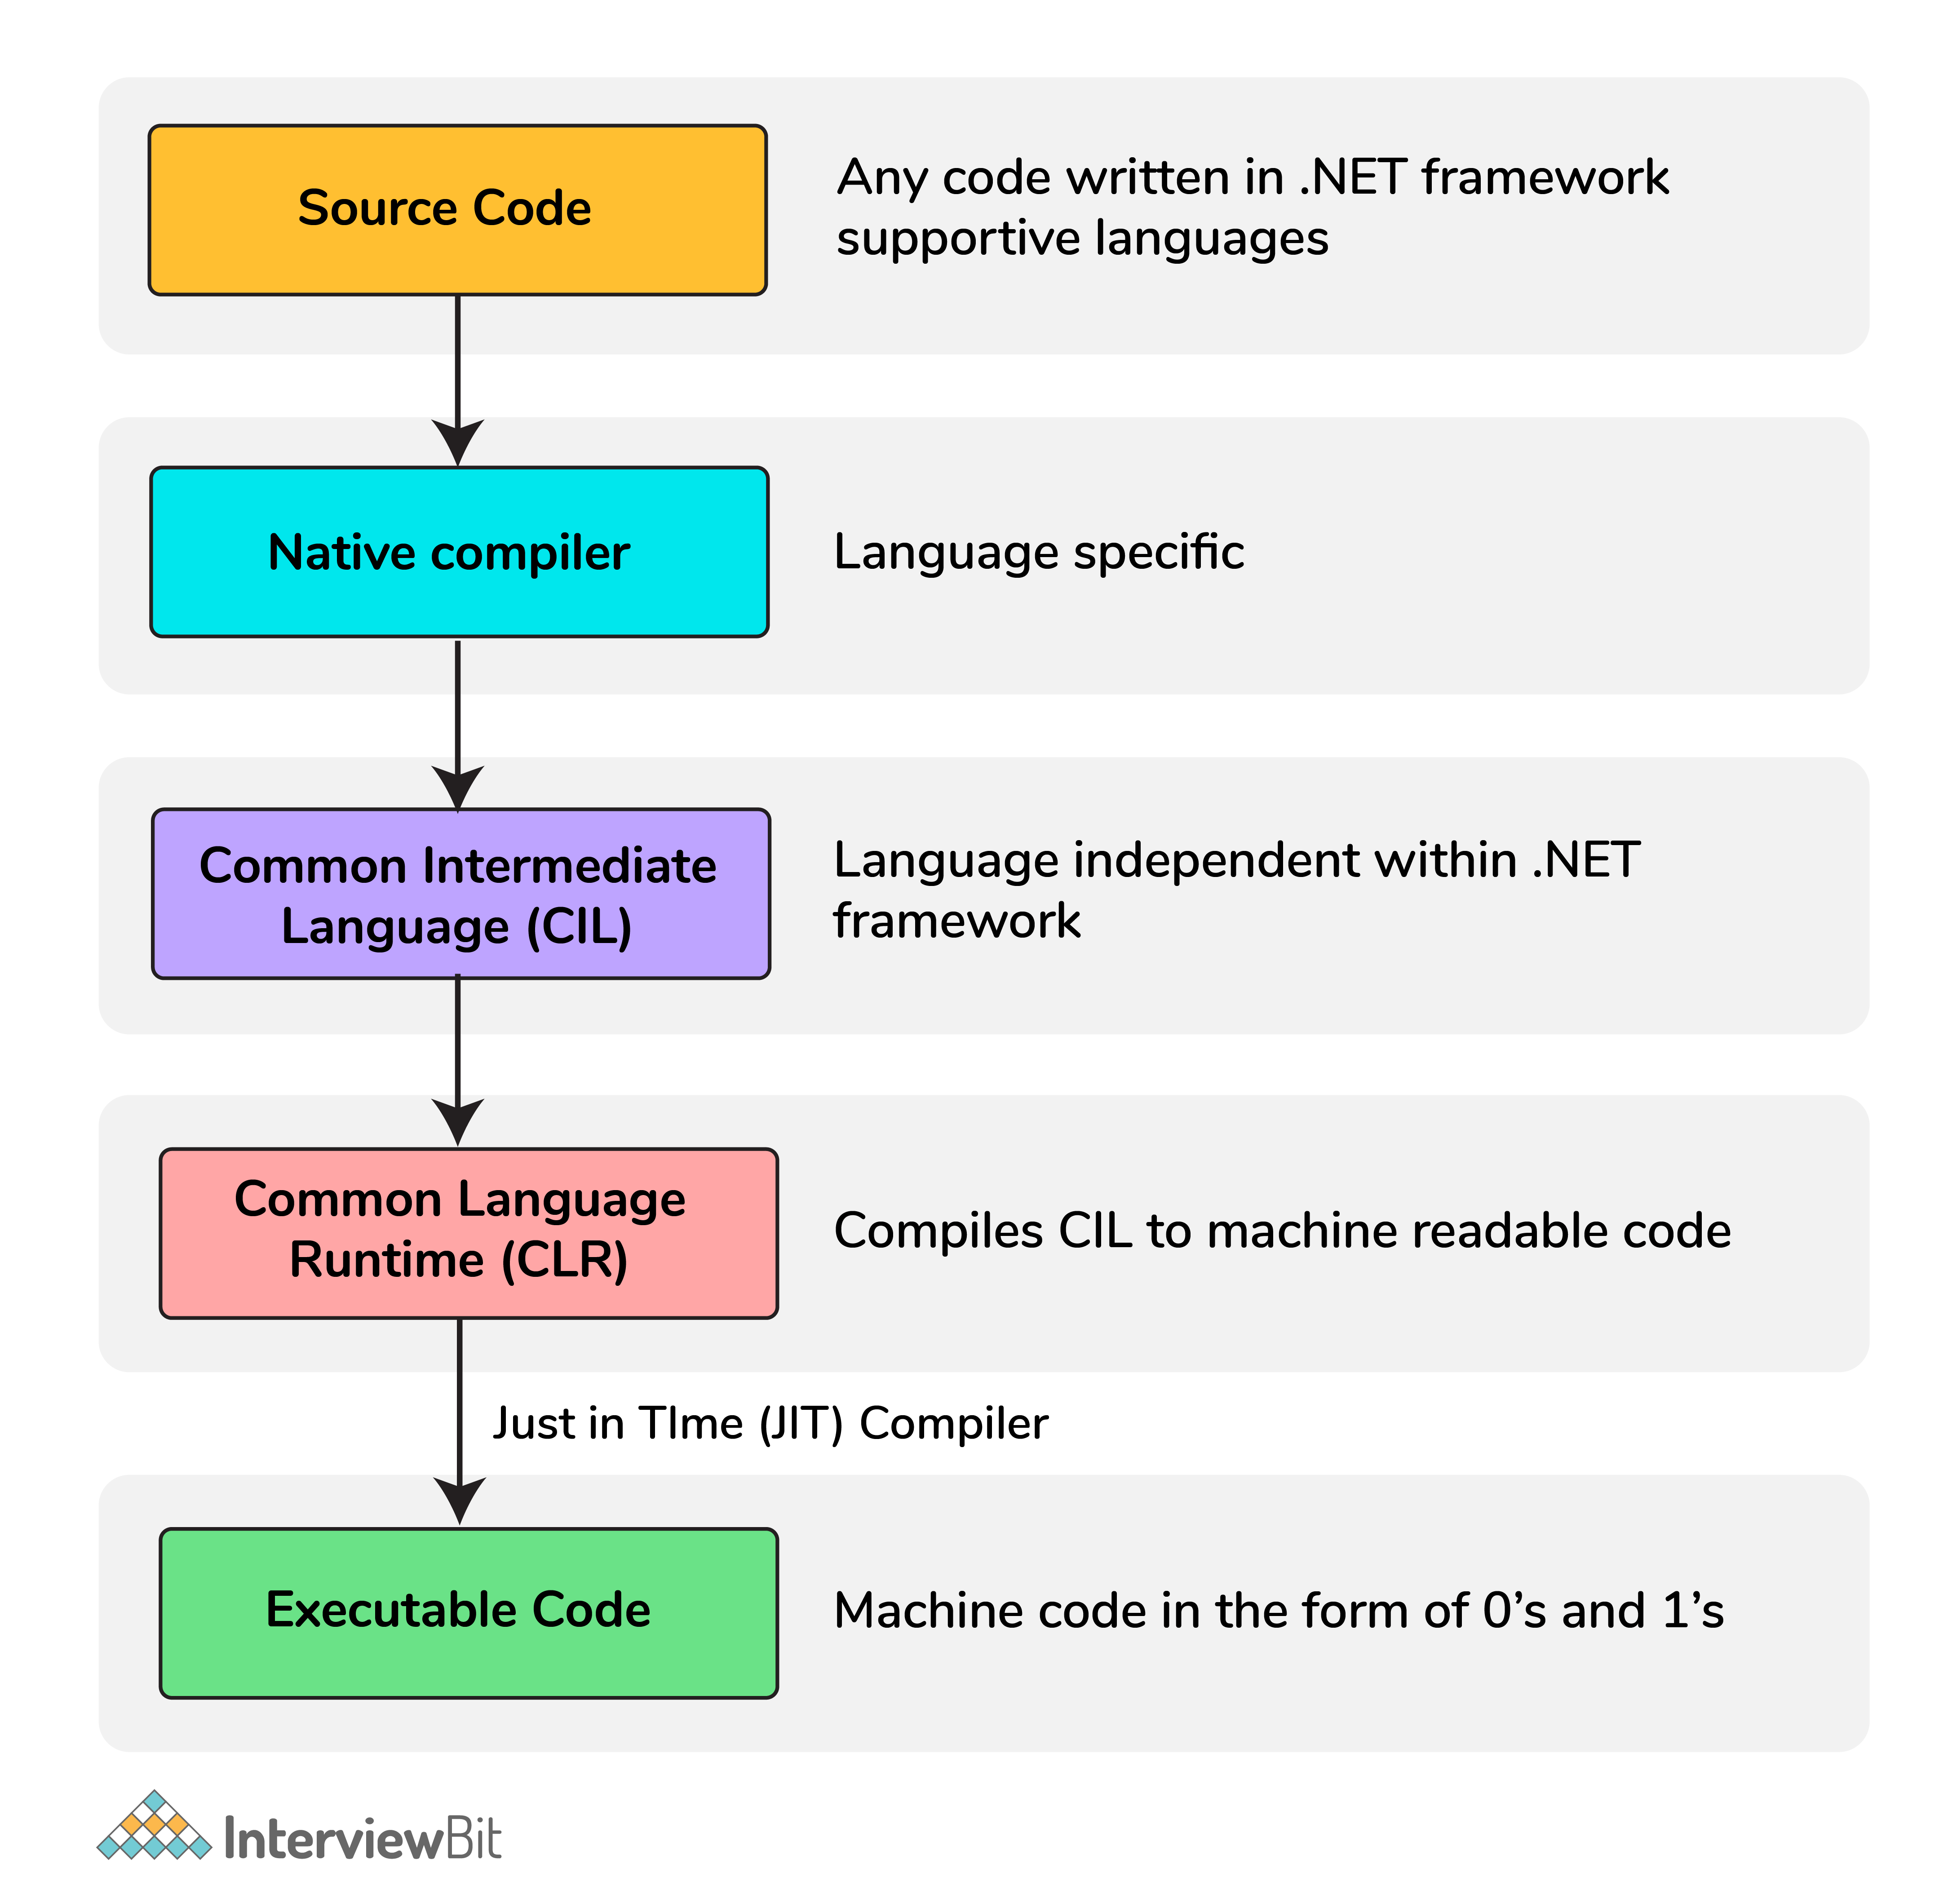 Source Code
Any code written in .NET framework
supportive languages
Native compiler
Language specific
Common Intermediate
Language (CIL)
Language independent within .NET
framework
Common Language
Runtime (CLR)
Compiles CIL to machine readable code
Just in TIme (JIT) Compiler
Executable Code
Machine code in the form of 0’s and 1’s
InterviewBit